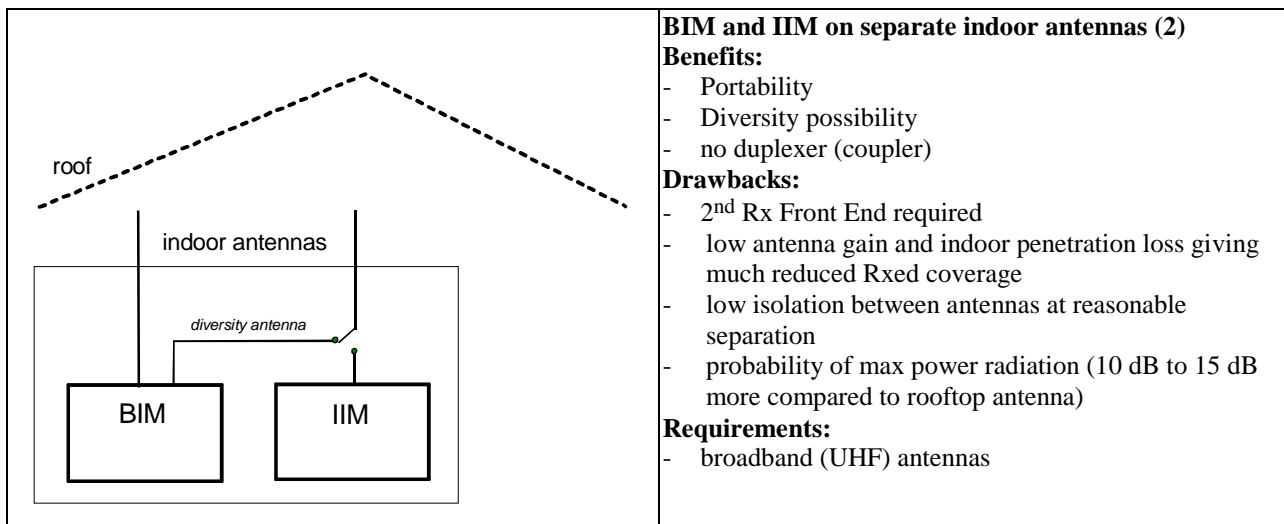 roof
indoor antennas
diversity antenna
BIM
IIM
BIM and IIM on separate indoor antennas (2)
Benefits:
- Portability
- Diversity possibility
- no duplexer (coupler)
Drawbacks:
- 2nd Rx Front End required
- low antenna gain and indoor penetration loss giving
much reduced Rxed coverage
- low isolation between antennas at reasonable
separation
- probability of max power radiation (10 dB to 15 dB
more compared to rooftop antenna)
Requirements:
- broadband (UHF) antennas